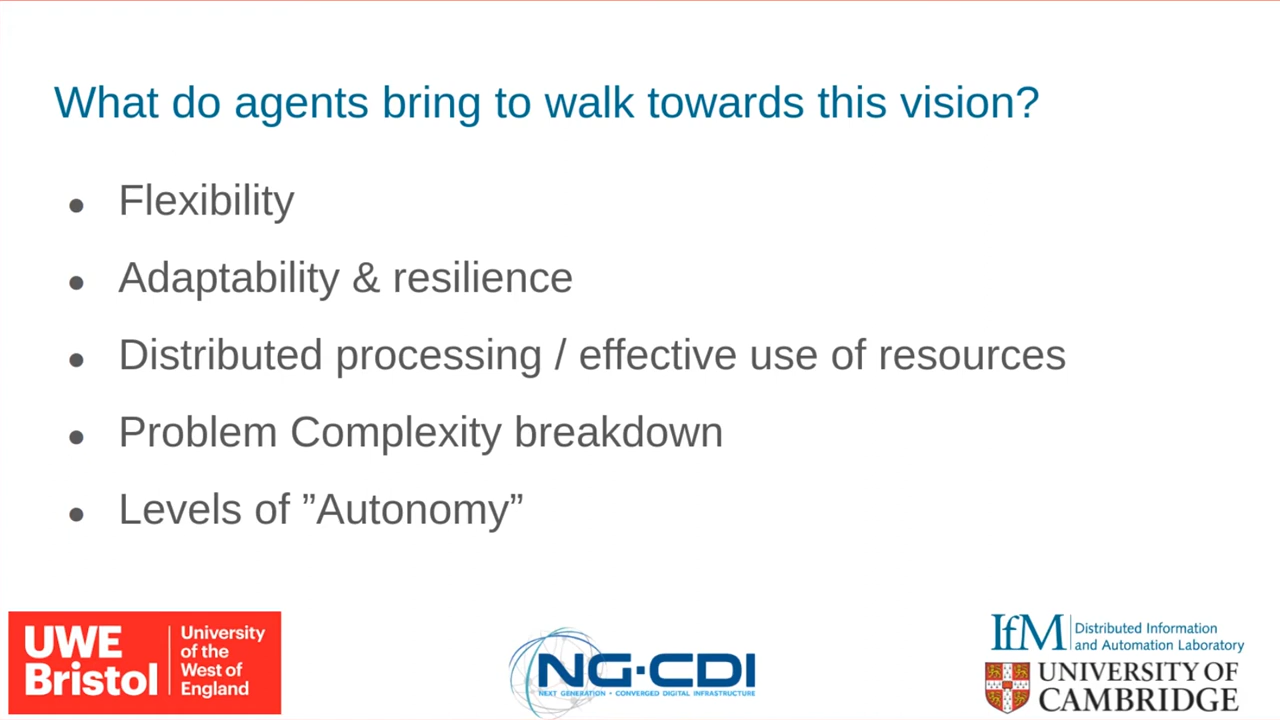 What do agents bring to walk towards this vision?
● Flexibility
● Adaptability & resilience
● Distributed processing / effective use of resources
● Problem Complexity breakdown
● Levels of ”Autonomy”
UWE
Bristol
University
of the
West of
England
NG·CDI
NEXT GENERATION · CONVERGED DIGITAL INFRASTRUCTURE
IfM
Distributed Information
and Automation Laboratory
UNIVERSITY OF
CAMBRIDGE